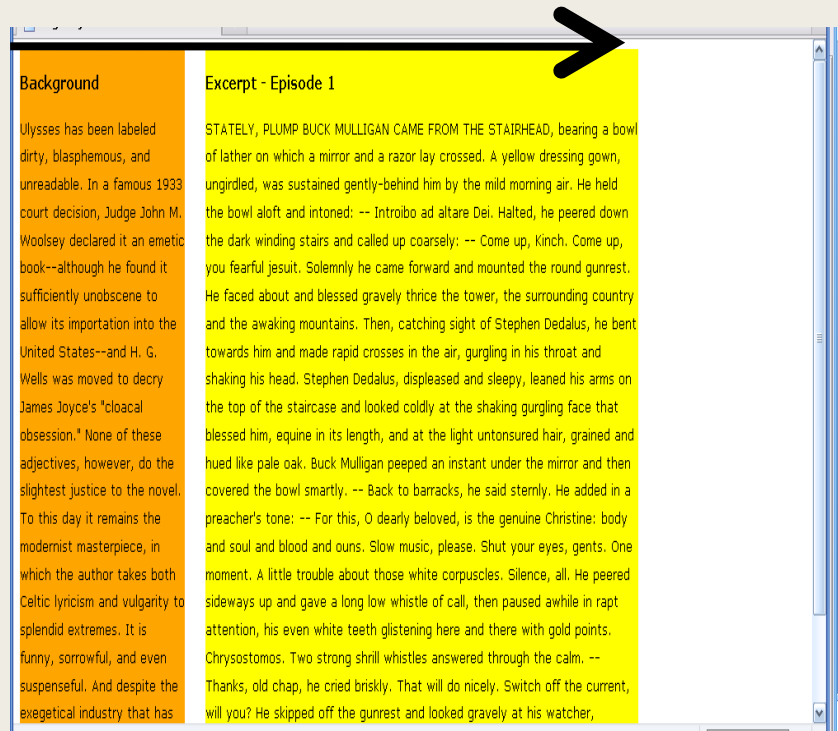 Background
Ulysses has been labeled
dirty, blasphemous, and
unreadable. In a famous 1933
court decision, Judge John M.
Woolsey declared it an emetic
book--although he found it
sufficiently unobscene to
allow its importation into the
United States--and H. G.
Wells was moved to decry
James Joyce's "cloacal
obsession." None of these
adjectives, however, do the
slightest justice to the novel.
To this day it remains the
modernist masterpiece, in
which the author takes both
Celtic lyricism and vulgarity to
splendid extremes. It is
funny, sorrowful, and even
suspenseful. And despite the
exegetical industry that has
Excerpt - Episode 1
STATELY, PLUMP BUCK MULLIGAN CAME FROM THE STAIRHEAD, bearing a bowl
of lather on which a mirror and a razor lay crossed. A yellow dressing gown,
ungirdled, was sustained gently-behind him by the mild morning air. He held
the bowl aloft and intoned: -- Introibo ad altare Dei. Halted, he peered down
the dark winding stairs and called up coarsely: -- Come up, Kinch. Come up,
you fearful jesuit. Solemnly he came forward and mounted the round gunrest.
He faced about and blessed gravely thrice the tower, the surrounding country
and the awaking mountains. Then, catching sight of Stephen Dedalus, he bent
towards him and made rapid crosses in the air, gurgling in his throat and
shaking his head. Stephen Dedalus, displeased and sleepy, leaned his arms on
the top of the staircase and looked coldly at the shaking gurgling face that
blessed him, equine in its length, and at the light untonsured hair, grained and
hued like pale oak. Buck Mulligan peeped an instant under the mirror and then
covered the bowl smartly. -- Back to barracks, he said sternly. He added in a
preacher's tone: -- For this, O dearly beloved, is the genuine Christine: body
and soul and blood and ouns. Slow music, please. Shut your eyes, gents. One
moment. A little trouble about those white corpuscles. Silence, all. He peered
sideways up and gave a long low whistle of call, then paused awhile in rapt
attention, his even white teeth glistening here and there with gold points.
Chrysostomos. Two strong shrill whistles answered through the calm. --
Thanks, old chap, he cried briskly. That will do nicely. Switch off the current,
will you? He skipped off the gunrest and looked gravely at his watcher,